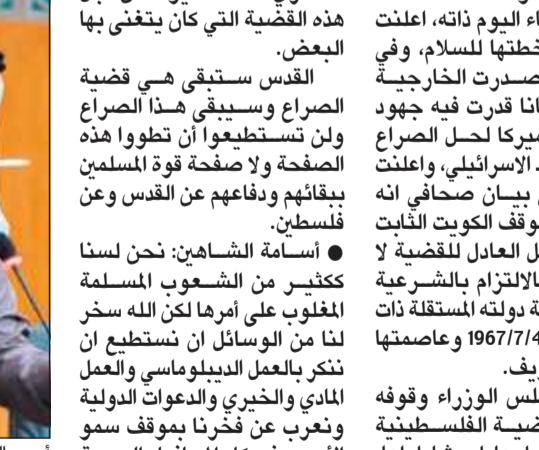 اء اليوم ذاته، اعلنت
خطتها للسلام، وفي
صدرت الخارجية
انا قدرت فيه جهود
ميركا لحل الصراع
الاسرائيلي، واعلنت
بيان صحافي انه
وقف الكويت الثابت
ل العادل للقضية لا
بالالتزام بالشرعية
ة دولته المستقلة ذات
1967/7/4 وعاصمتها
يف.
لس الوزراء وقوفه
ضية الفلسطينية
هذه القضية التي كان يتغنى بها
البعض.
القدس ستبقى هي قضية
الصراع وسيبقى هذا الصراع
ولن تستطيعوا أن تطووا هذه
الصفحة ولا صفحة قوة المسلمين
ببقائهم ودفاعهم عن القدس وعن
فلسطين.
● أسامة الشاهين: نحن لسنا
ككثير من الشعوب المسلمة
المغلوب على أمرها لكن الله سخر
لنا من الوسائل ان نستطيع ان
ننكر بالعمل الديبلوماسي والعمل
المادي والخيري والدعوات الدولية
ونعرب عن فخرنا بموقف سمو